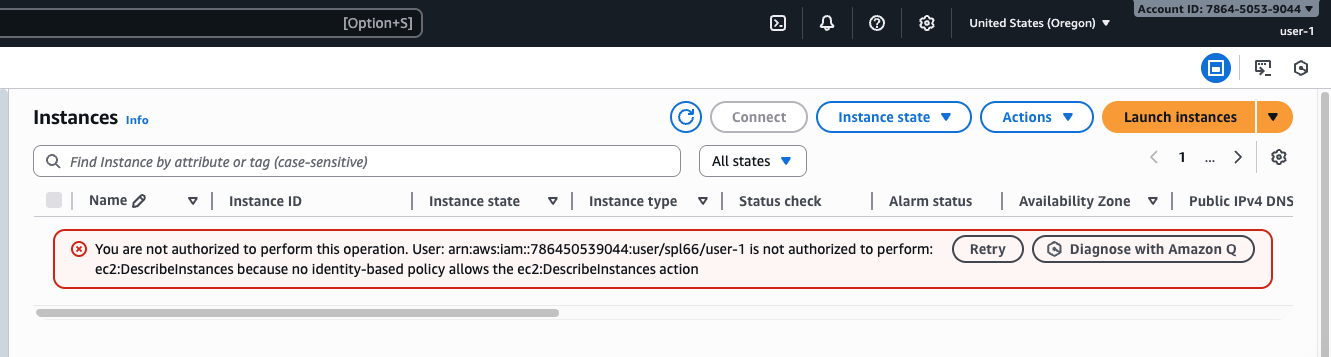 [Option+S]
United States (Oregon)
Account ID: 7864-5053-9044
user-1
Instances Info
Connect
Instance state
Actions
Launch instances
Find Instance by attribute or tag (case-sensitive)
All states
1 ...
Name Instance ID Instance state Instance type Status check Alarm status Availability Zone Public IPv4 DNS
You are not authorized to perform this operation. User: arn:aws:iam::786450539044:user/spl66/user-1 is not authorized to perform:
ec2:DescribeInstances because no identity-based policy allows the ec2:DescribeInstances action
Retry
Diagnose with Amazon Q